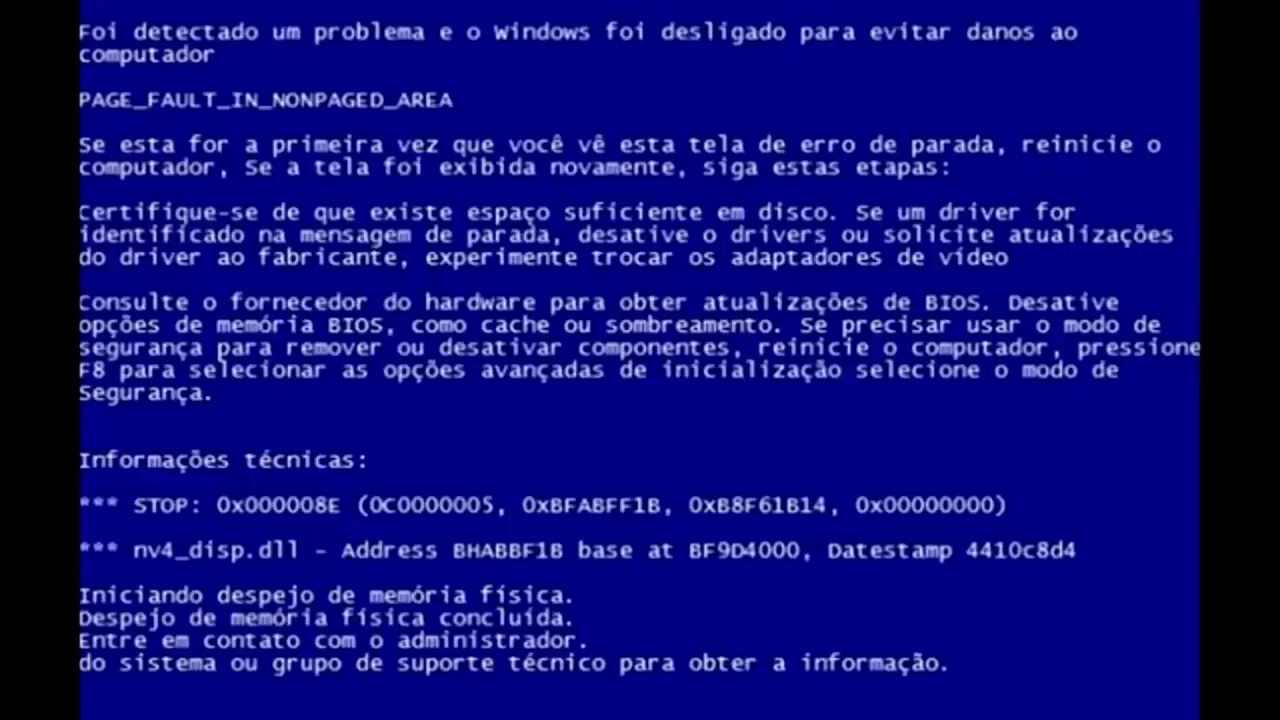 Foi detectado um problema e o Windows foi desligado para evitar danos ao
computador
PAGE_FAULT_IN_NONPAGED_AREA
Se esta for a primeira vez que você vê esta tela de erro de parada, reinicie o
computador, Se a tela foi exibida novamente, siga estas etapas:
Certifique-se de que existe espaço suficiente em disco. Se um driver for
identificado na mensagem de parada, desative o drivers ou solicite atualizações
do driver ao fabricante, experimente trocar os adaptadores de vídeo
Consulte o fornecedor do hardware para obter atualizações de BIOS. Desative
opções de memória BIOS, como cache ou sombreamento. Se precisar usar o modo de
segurança para remover ou desativar componentes, reinicie o computador, pressione
F8 para selecionar as opções avançadas de inicialização selecione o modo de
Segurança.
Informações técnicas:
*** STOP: 0x000008E (0C0000005, 0xBFABFF1B, 0xB8F61B14, 0x00000000)
*** nv4_disp.dll - Address BHABBF1B base at BF9D4000, Datestamp 4410c8d4
Iniciando despejo de memória física.
Despejo de memória física concluída.
Entre em contato com o administrador.
do sistema ou grupo de suporte técnico para obter a informação.